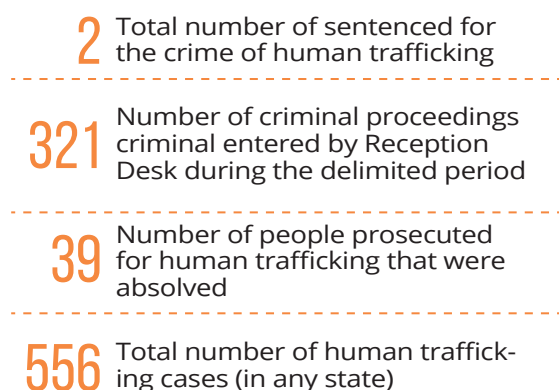 2
Total number of sentenced for
the crime of human trafficking
321
Number of criminal proceedings
criminal entered by Reception
Desk during the delimited period
39
Number of people prosecuted
for human trafficking that were
absolved
556
Total number of human traffick-
ing cases (in any state)